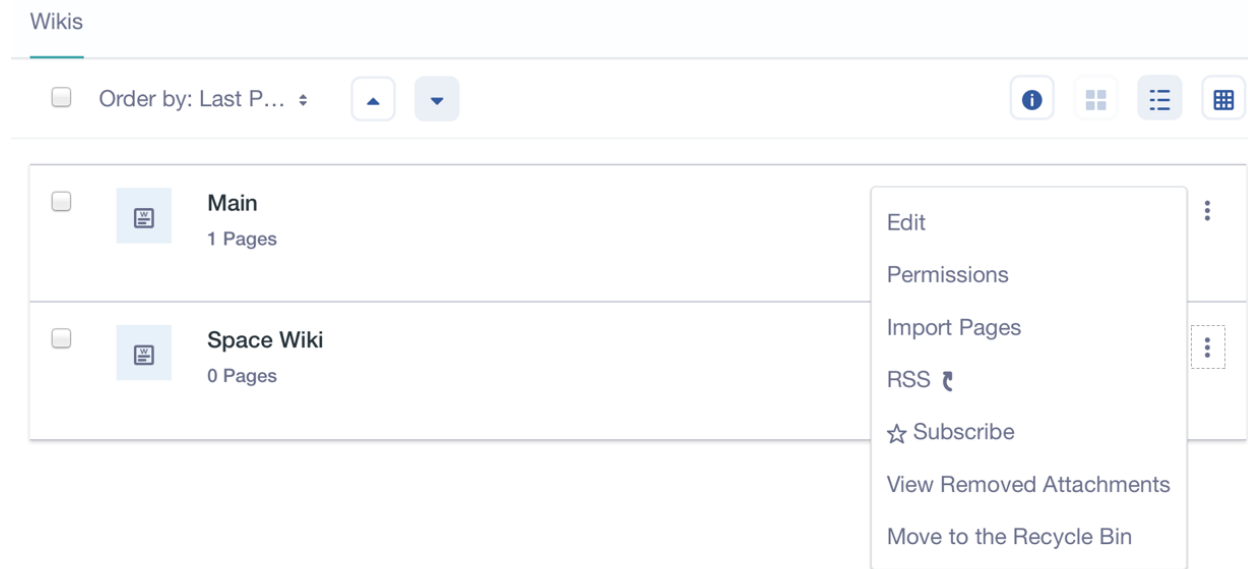 Wikis
Order by: Last P...
Main
1 Pages
Space Wiki
0 Pages
Edit
Permissions
Import Pages
RSS
Subscribe
View Removed Attachments
Move to the Recycle Bin